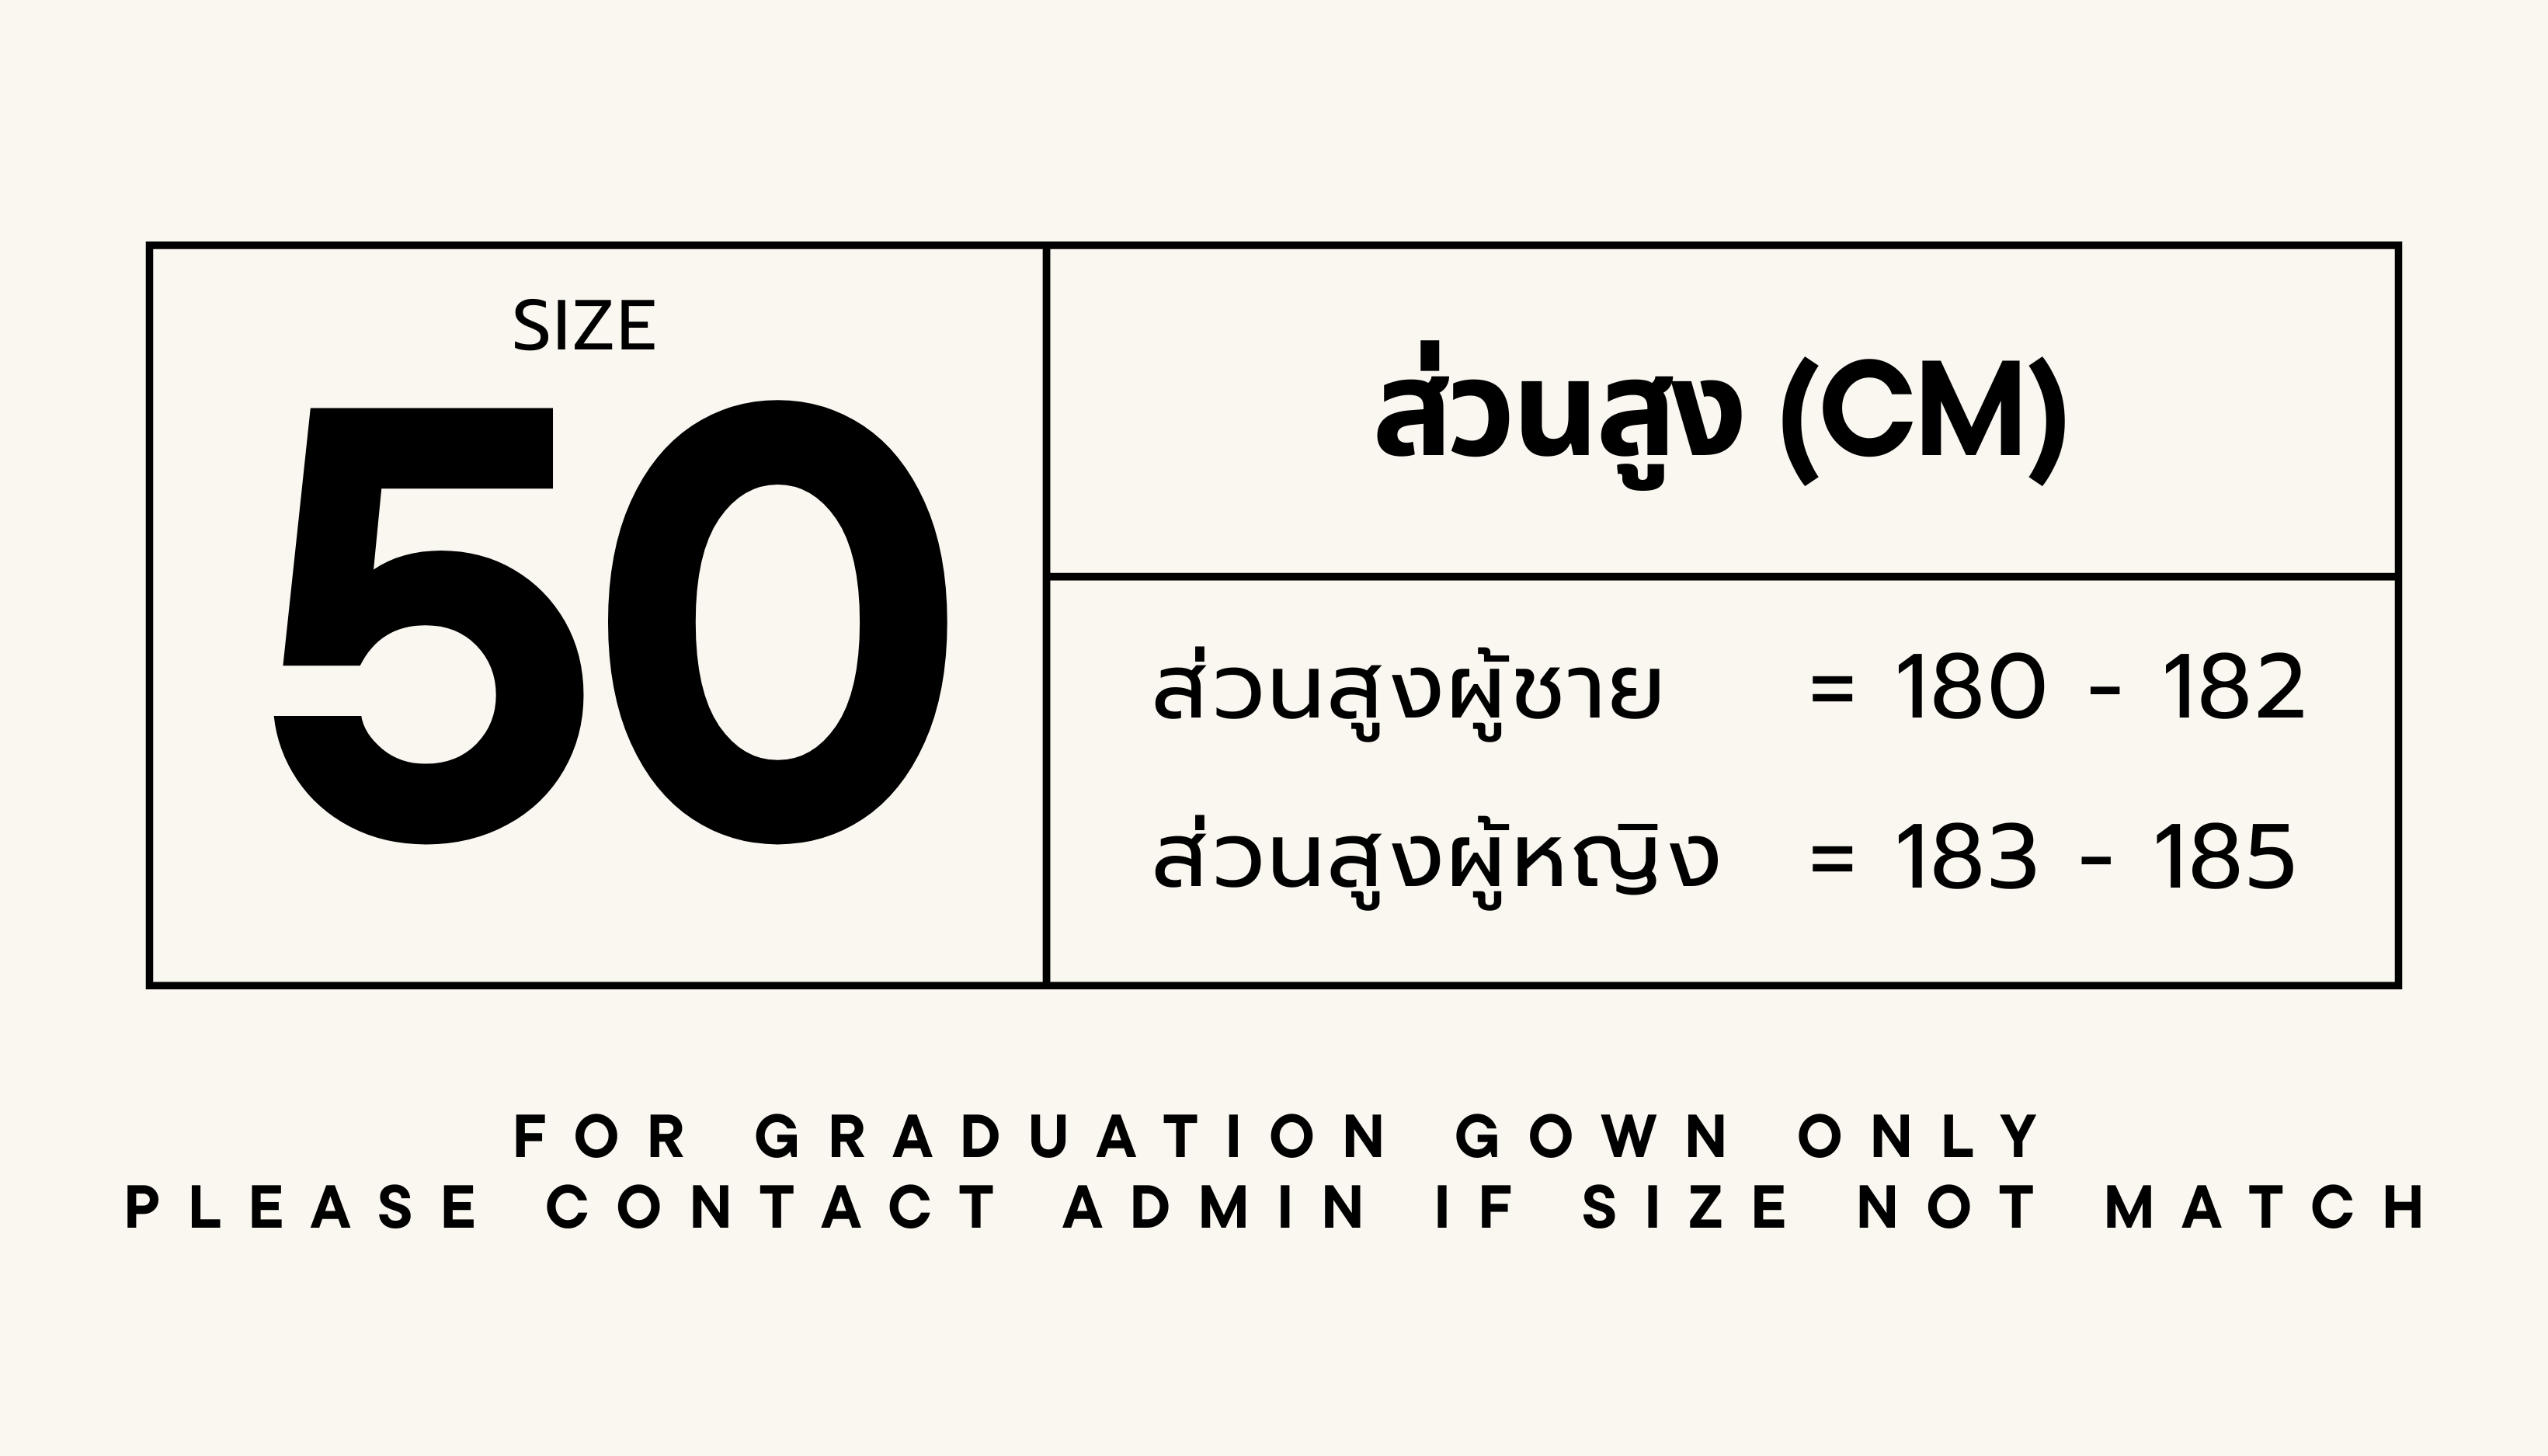 SIZE
50
ส่วนสูง (CM)
ส่วนสูงผู้ชาย = 180 - 182
ส่วนสูงผู้หญิง = 183 - 185
FOR GRADUATION GOWN ONLY
PLEASE CONTACT ADMIN IF SIZE NOT MATCH